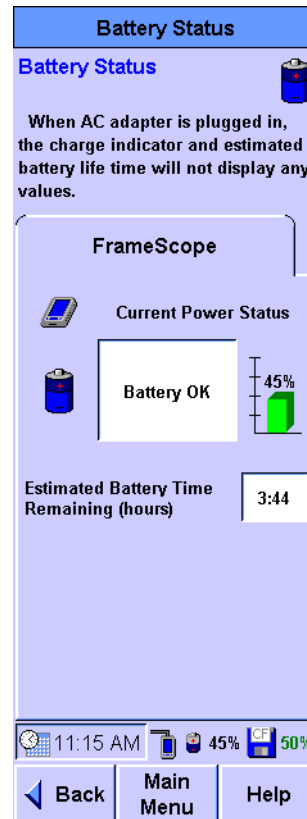 Battery Status
Battery Status
When AC adapter is plugged in,
the charge indicator and estimated
battery life time will not display any
values.
FrameScope
Current Power Status
Battery OK
45%
Estimated Battery Time
Remaining (hours)
3:44
11:15 AM
45%
CF
50%
Back
Main
Menu
Help